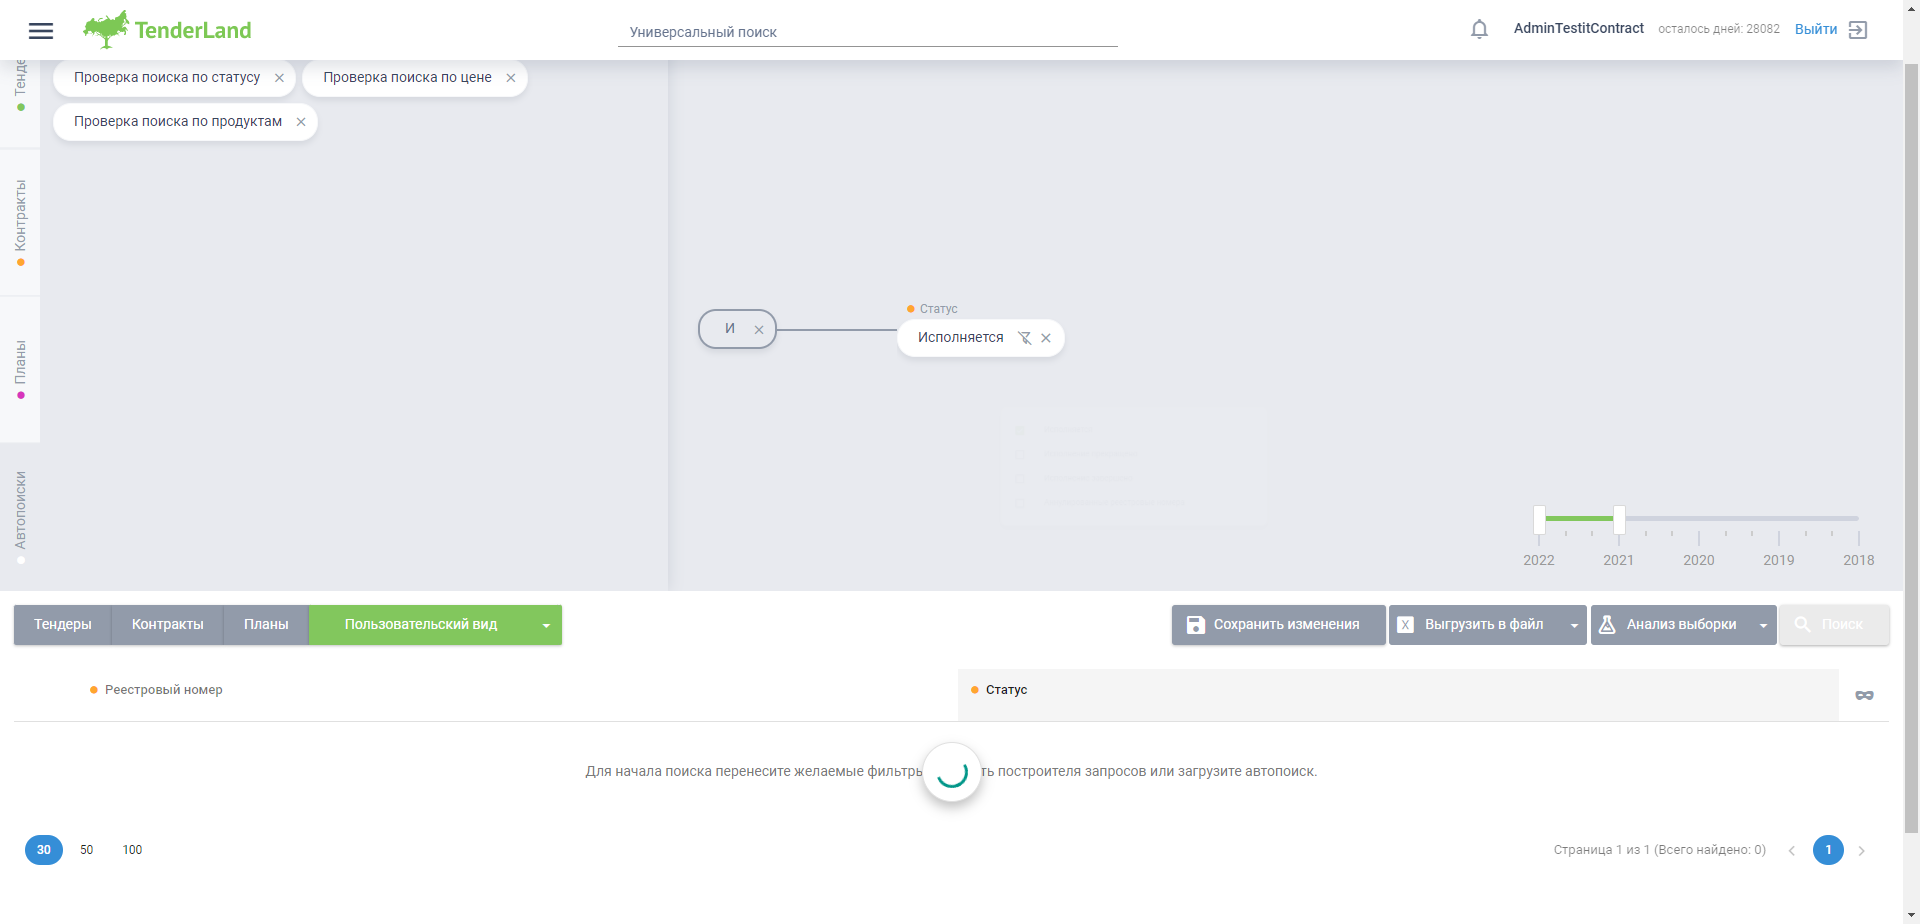 TenderLand
Универсальный поиск
AdminTestitContract
осталось дней: 28082
Выйти
Проверка поиска по статусу
Проверка поиска по цене
Проверка поиска по продуктам
Тенде
Контракты
Планы
Автопоиски
И
Статус
Исполняется
2022 2021 2020 2019 2018
Тендеры
Контракты
Планы
Пользовательский вид
Сохранить изменения
Выгрузить в файл
Анализ выборки
Поиск
Реестровый номер
Статус
Для начала поиска перенесите желаемые фильтры ть построителя запросов или загрузите автопоиск.
30 50 100
Страница 1 из 1 (Всего найдено: 0)
1